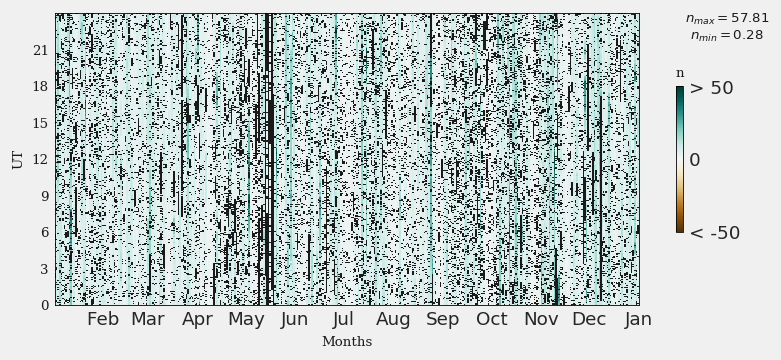 n_max = 57.81
n_min = 0.28
n
> 50
0
< -50
UT
21
18
15
12
9
6
3
0
Feb Mar Apr May Jun Jul Aug Sep Oct Nov Dec Jan
Months